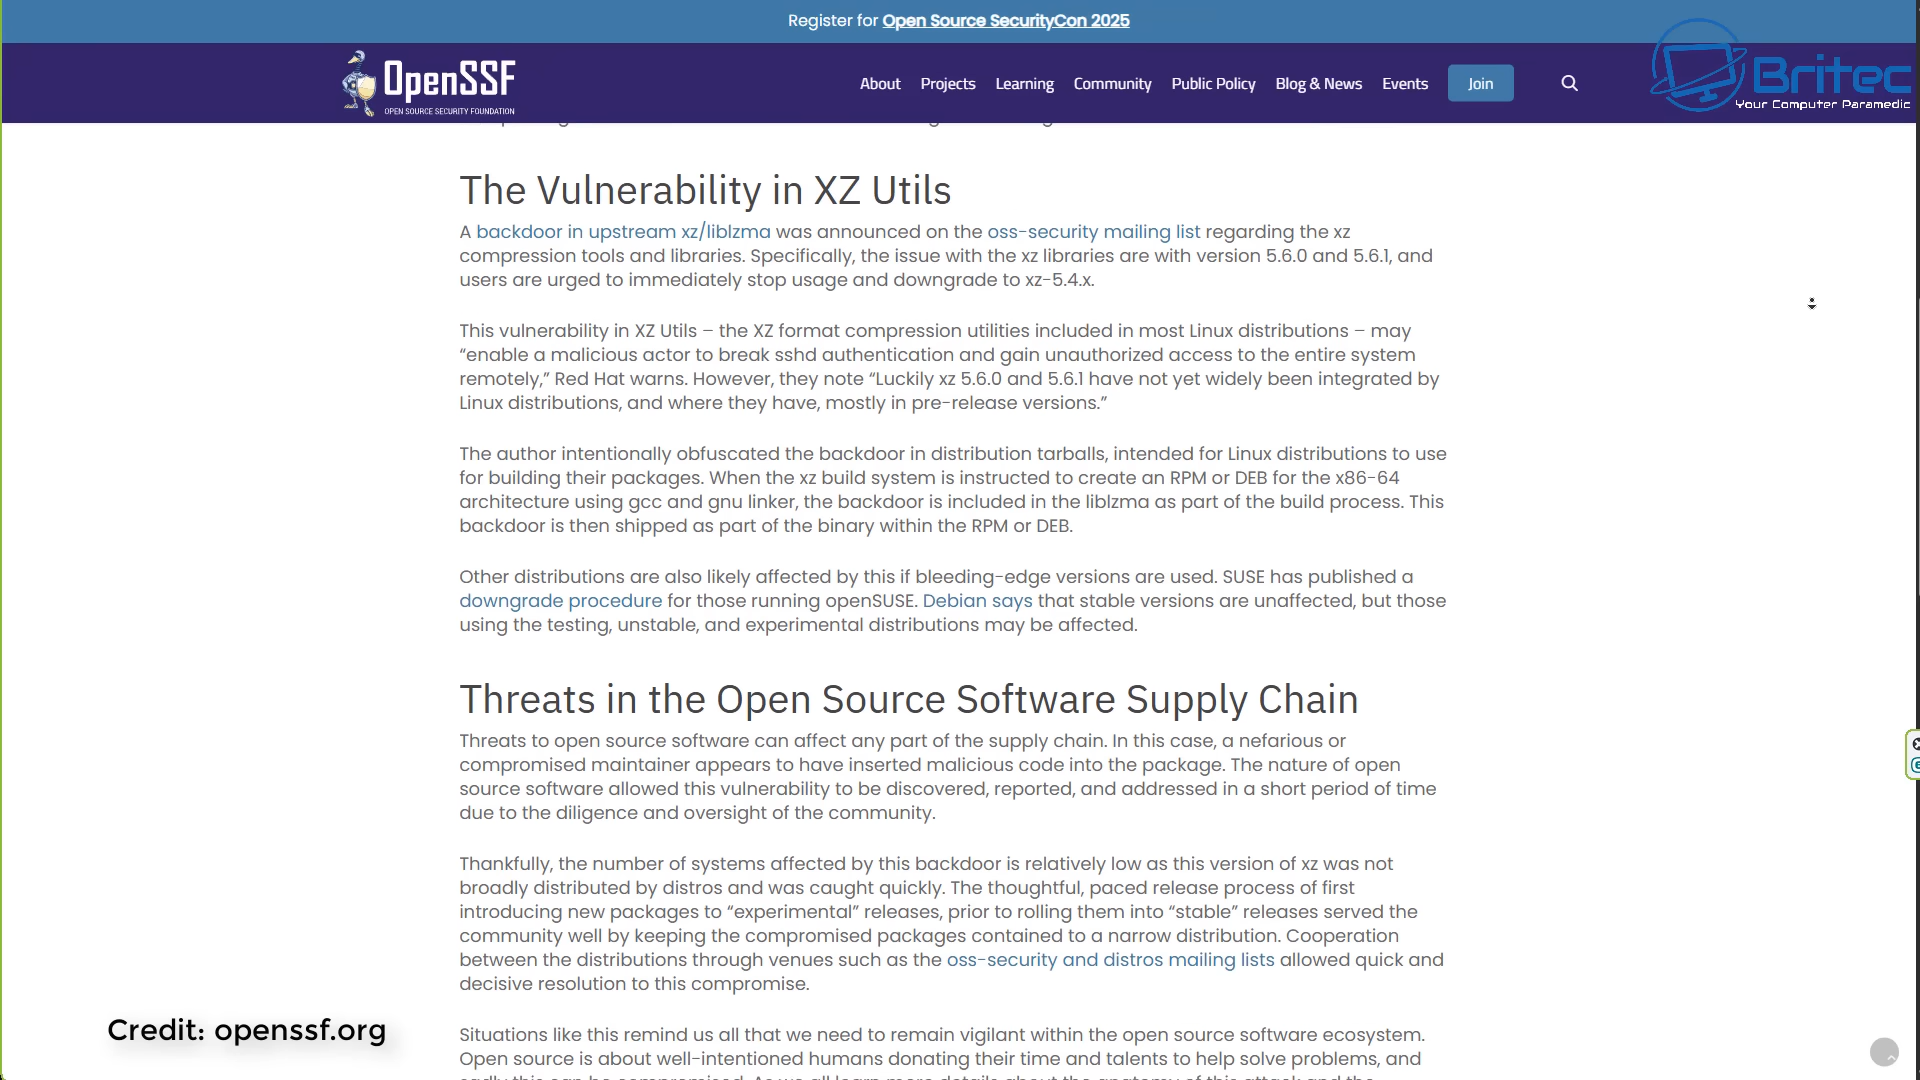 Register for Open Source SecurityCon 2025
OpenSSF
OPEN SOURCE SECURITY FOUNDATION
About Projects Learning Community Public Policy Blog & News Events Join
Britec
Your Computer Paramedic
The Vulnerability in XZ Utils
A backdoor in upstream xz/liblzma was announced on the oss-security mailing list regarding the xz
compression tools and libraries. Specifically, the issue with the xz libraries are with version 5.6.0 and 5.6.1, and
users are urged to immediately stop usage and downgrade to xz-5.4.x.
This vulnerability in XZ Utils – the XZ format compression utilities included in most Linux distributions – may
“enable a malicious actor to break sshd authentication and gain unauthorized access to the entire system
remotely,” Red Hat warns. However, they note “Luckily xz 5.6.0 and 5.6.1 have not yet widely been integrated by
Linux distributions, and where they have, mostly in pre-release versions.”
The author intentionally obfuscated the backdoor in distribution tarballs, intended for Linux distributions to use
for building their packages. When the xz build system is instructed to create an RPM or DEB for the x86-64
architecture using gcc and gnu linker, the backdoor is included in the liblzma as part of the build process. This
backdoor is then shipped as part of the binary within the RPM or DEB.
Other distributions are also likely affected by this if bleeding-edge versions are used. SUSE has published a
downgrade procedure for those running openSUSE. Debian says that stable versions are unaffected, but those
using the testing, unstable, and experimental distributions may be affected.
Threats in the Open Source Software Supply Chain
Threats to open source software can affect any part of the supply chain. In this case, a nefarious or
compromised maintainer appears to have inserted malicious code into the package. The nature of open
source software allowed this vulnerability to be discovered, reported, and addressed in a short period of time
due to the diligence and oversight of the community.
Thankfully, the number of systems affected by this backdoor is relatively low as this version of xz was not
broadly distributed by distros and was caught quickly. The thoughtful, paced release process of first
introducing new packages to “experimental” releases, prior to rolling them into “stable” releases served the
community well by keeping the compromised packages contained to a narrow distribution. Cooperation
between the distributions through venues such as the oss-security and distros mailing lists allowed quick and
decisive resolution to this compromise.
Situations like this remind us all that we need to remain vigilant within the open source software ecosystem.
Open source is about well-intentioned humans donating their time and talents to help solve problems, and
Credit: openssf.org